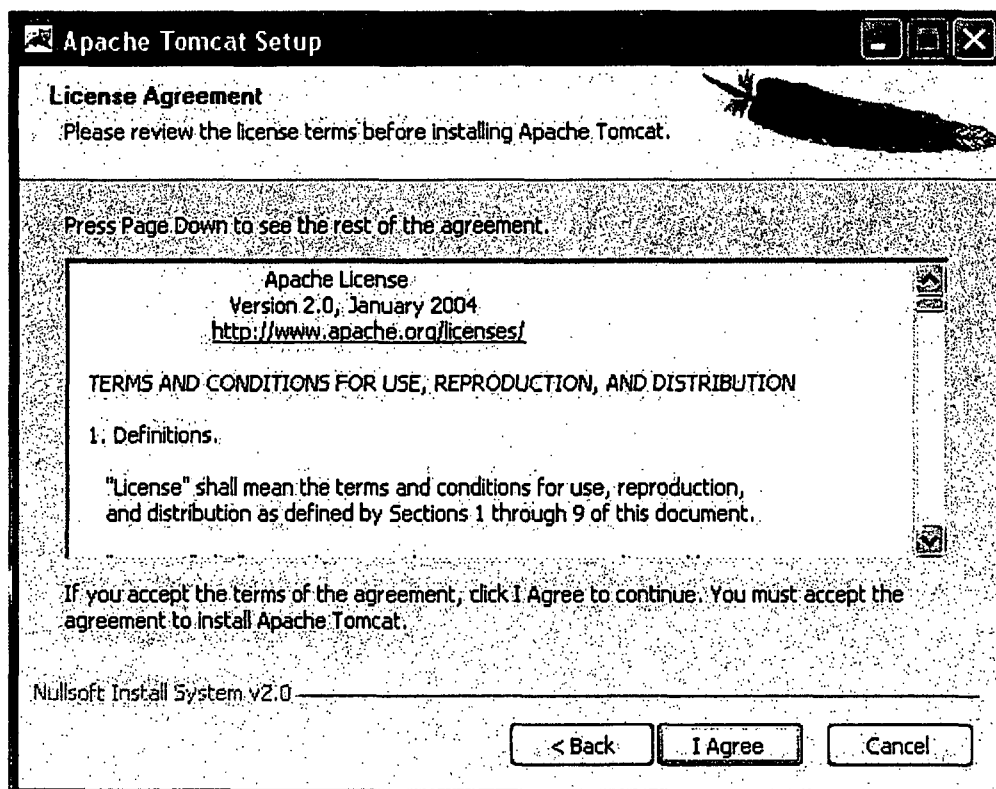 Apache Tomcat Setup
License Agreement
Please review the license terms before installing Apache Tomcat.
Press Page Down to see the rest of the agreement.
Apache License
Version 2.0, January 2004
http://www.apache.org/licenses/
TERMS AND CONDITIONS FOR USE, REPRODUCTION, AND DISTRIBUTION
1. Definitions.
"License" shall mean the terms and conditions for use, reproduction,
and distribution as defined by Sections 1 through 9 of this document.
If you accept the terms of the agreement, click I Agree to continue. You must accept the
agreement to install Apache Tomcat.
Nullsoft Install System v2.0
< Back
I Agree
Cancel